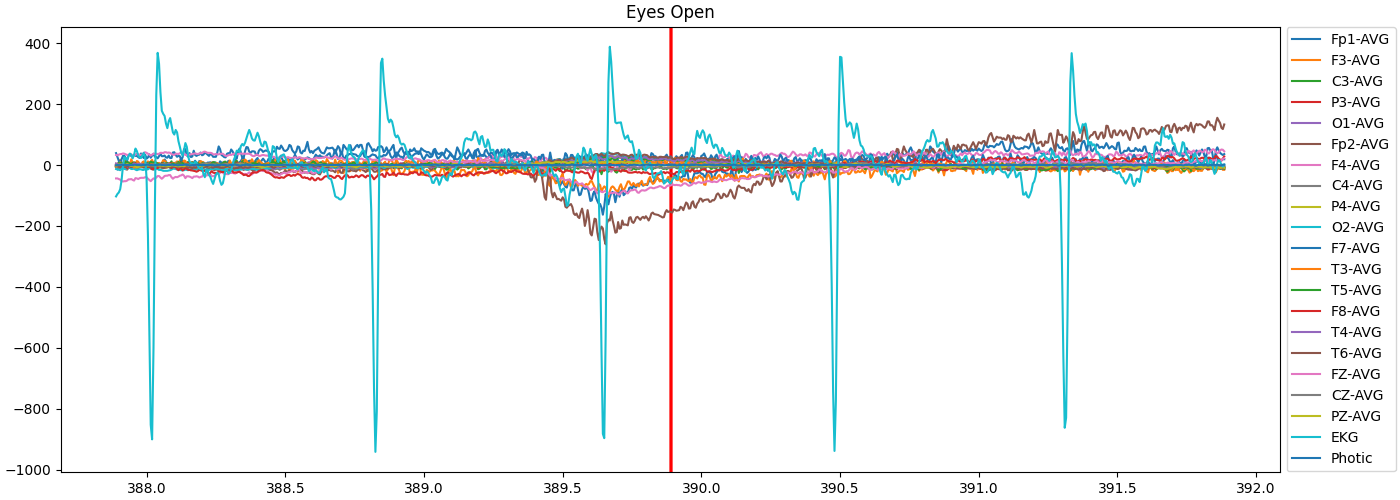 Eyes Open
400
200
0
−200
−400
−600
−800
−1000
388.0 388.5 389.0 389.5 390.0 390.5 391.0 391.5 392.0
Fp1-AVG
F3-AVG
C3-AVG
P3-AVG
O1-AVG
Fp2-AVG
F4-AVG
C4-AVG
P4-AVG
O2-AVG
F7-AVG
T3-AVG
T5-AVG
F8-AVG
T4-AVG
T6-AVG
FZ-AVG
CZ-AVG
PZ-AVG
EKG
Photic